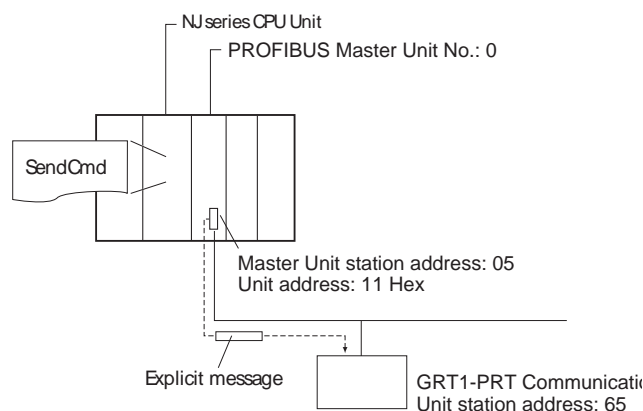 NJ series CPU Unit
PROFIBUS Master Unit No.: 0
SendCmd
Master Unit station address: 05
Unit address: 11 Hex
Explicit message
GRT1-PRT Communicatio
Unit station address: 65